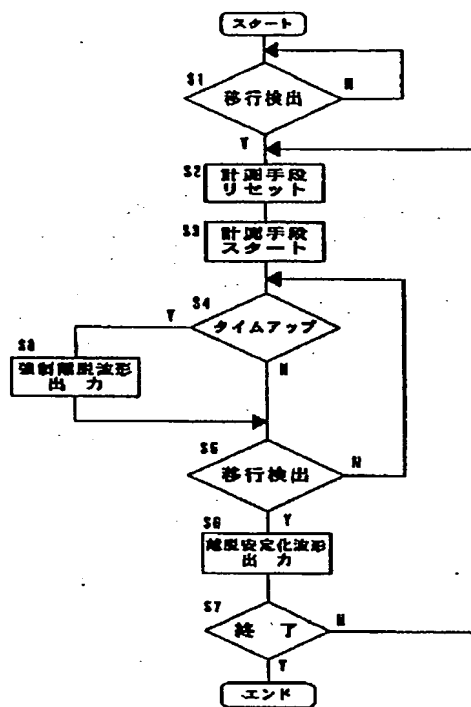 スタート
S1
移行検出
N
Y
S2
計測手段
リセット
S3
計測手段
スタート
S4
Y
タイムアップ
N
S8
強制離脱波形
出力
S5
移行検出
N
Y
S6
離脱安定化波形
出力
S7
終了
N
Y
エンド